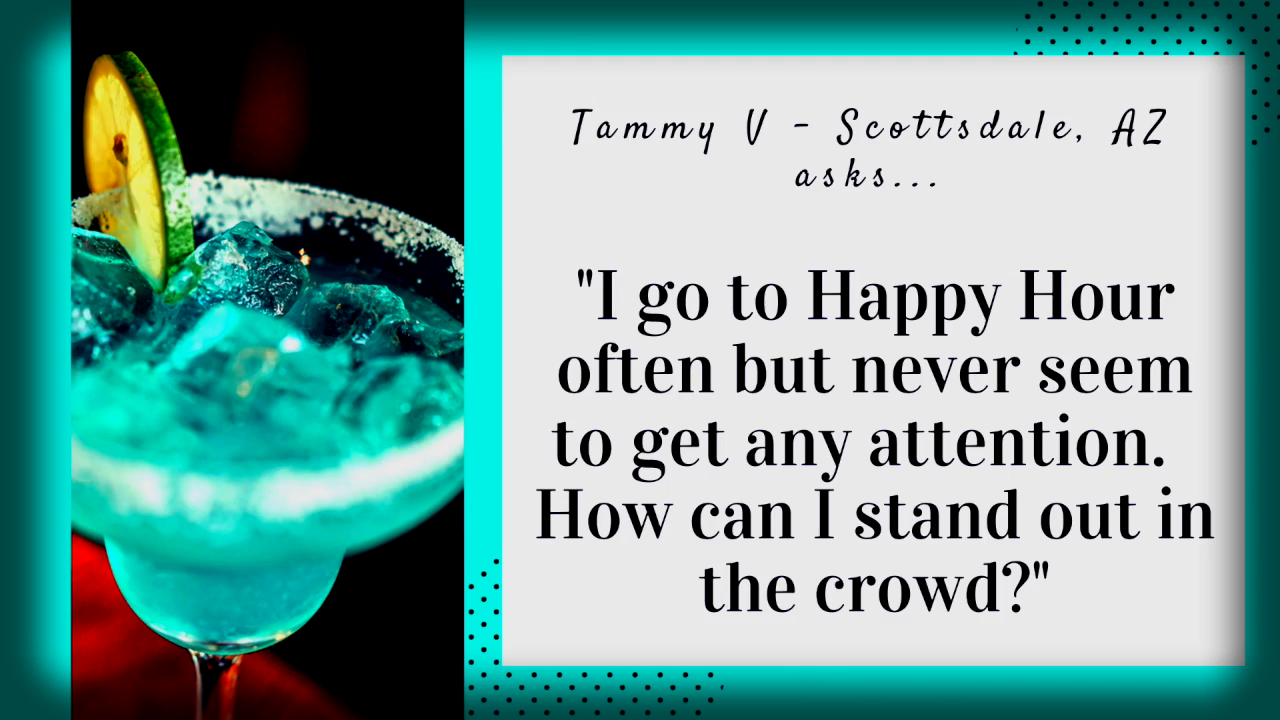 Tammy V - Scottsdale, AZ
asks...
"I go to Happy Hour
often but never seem
to get any attention.
How can I stand out in
the crowd?"